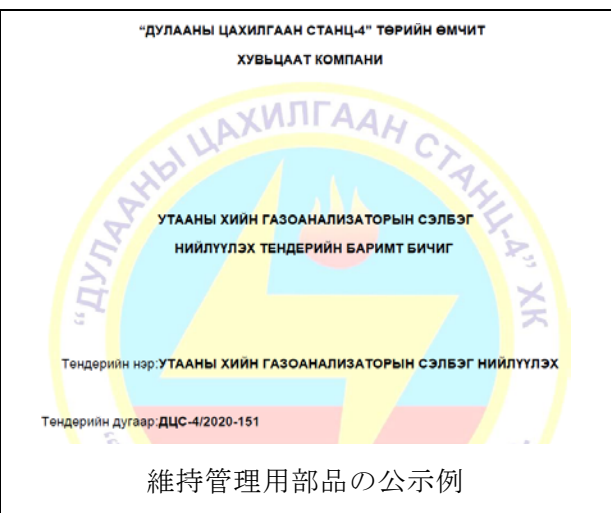 “ДУЛААНЫ ЦАХИЛГААН СТАНЦ-4” ТӨРИЙН ӨМЧИТ
ХУВЬЦААТ КОМПАНИ
“ДУЛААНЫ ЦАХИЛГААН СТАНЦ-4” ХК
УТААНЫ ХИЙН ГАЗОАНАЛИЗАТОРЫН СЭЛБЭГ
НИЙЛҮҮЛЭХ ТЕНДЕРИЙН БАРИМТ БИЧИГ
Тендерийн нэр:УТААНЫ ХИЙН ГАЗОАНАЛИЗАТОРЫН СЭЛБЭГ НИЙЛҮҮЛЭХ
Тендерийн дугаар:ДЦС-4/2020-151
維持管理用部品の公示例